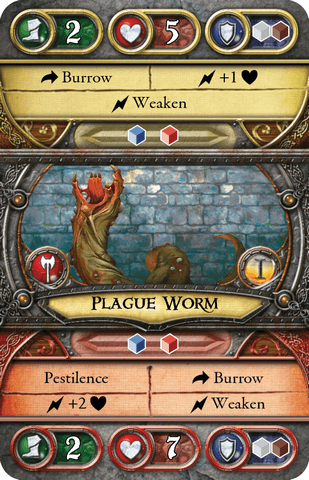 2 5
Burrow +1
Weaken
I
PLAGUE WORM
Pestilence Burrow
+2 Weaken
2 7